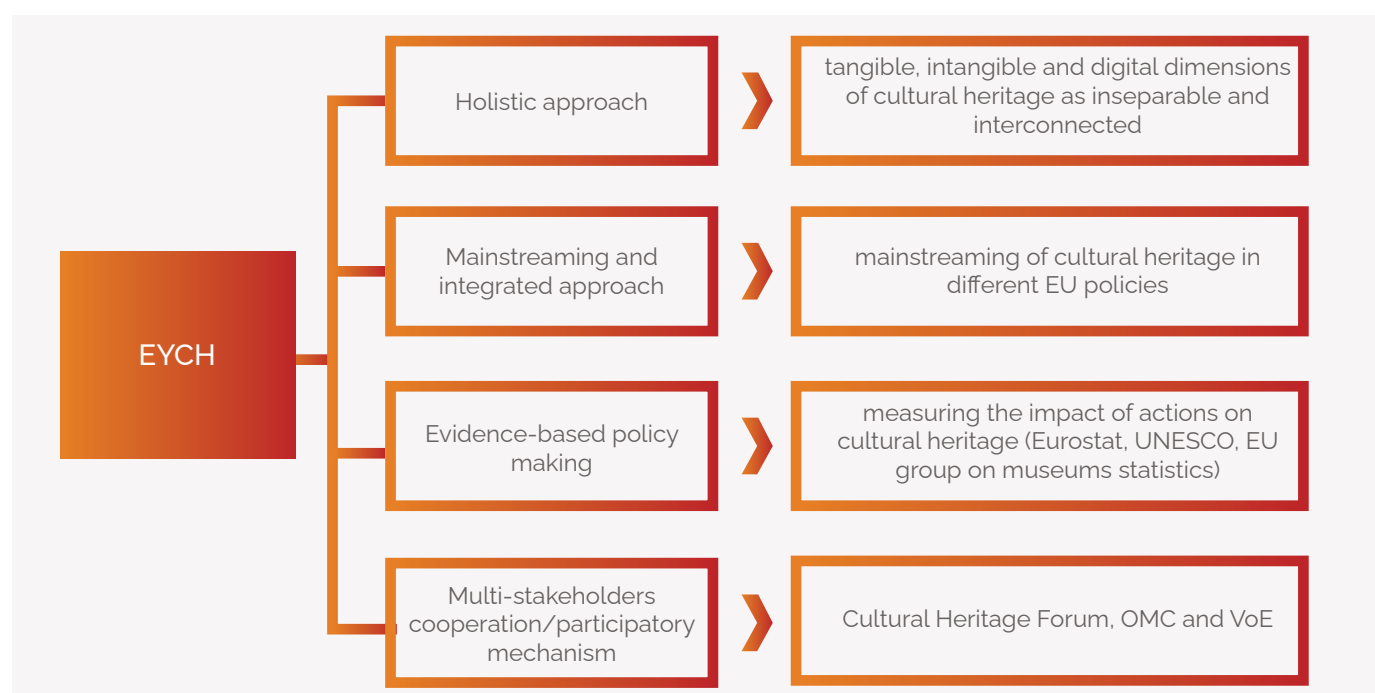 EYCH
Holistic approach
tangible, intangible and digital dimensions
of cultural heritage as inseparable and
interconnected
Mainstreaming and
integrated approach
mainstreaming of cultural heritage in
different EU policies
Evidence-based policy
making
measuring the impact of actions on
cultural heritage (Eurostat, UNESCO, EU
group on museums statistics)
Multi-stakeholders
cooperation/participatory
mechanism
Cultural Heritage Forum, OMC and VoE